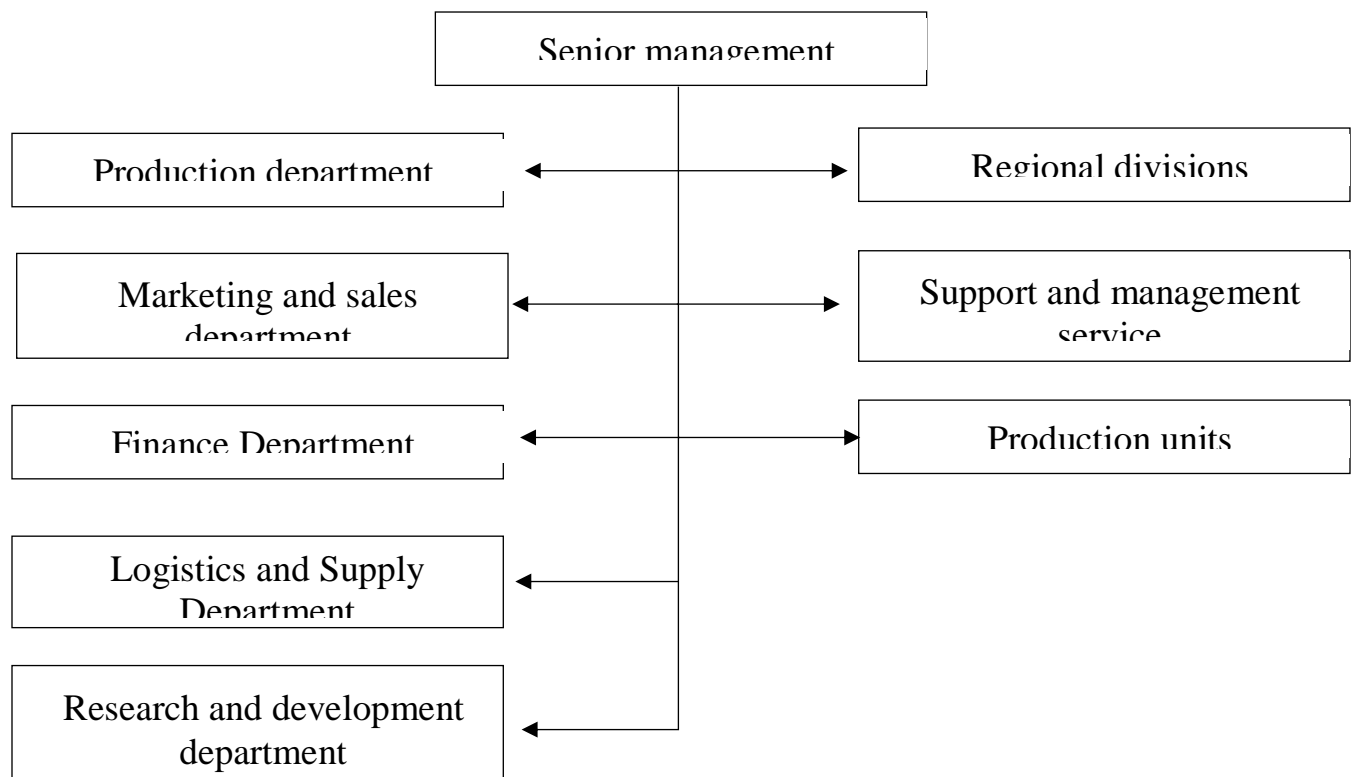 Senior management
Production department
Regional divisions
Marketing and sales
department
Support and management
service
Finance Department
Production units
Logistics and Supply
Department
Research and development
department